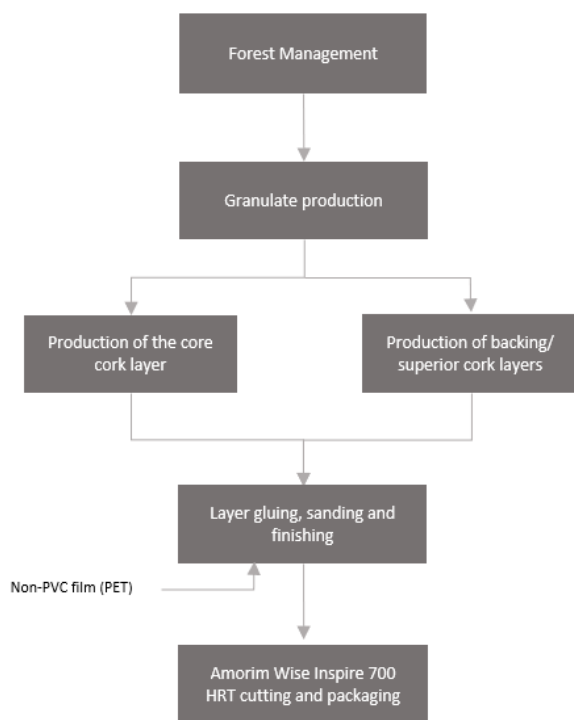 Forest Management
Granulate production
Production of the core
cork layer
Production of backing/
superior cork layers
Layer gluing, sanding and
finishing
Non-PVC film (PET)
Amorim Wise Inspire 700
HRT cutting and packaging